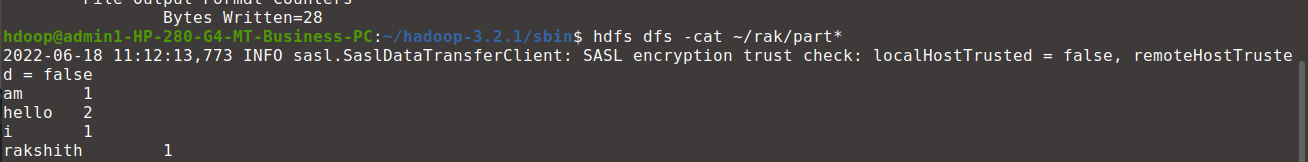 File Output Format Counters
Bytes Written=28
hdoop@admin1-HP-280-G4-MT-Business-PC:~/hadoop-3.2.1/sbin$ hdfs dfs -cat ~/rak/part*
2022-06-18 11:12:13,773 INFO sasl.SaslDataTransferClient: SASL encryption trust check: localHostTrusted = false, remoteHostTruste
d = false
am 1
hello 2
i 1
rakshith 1